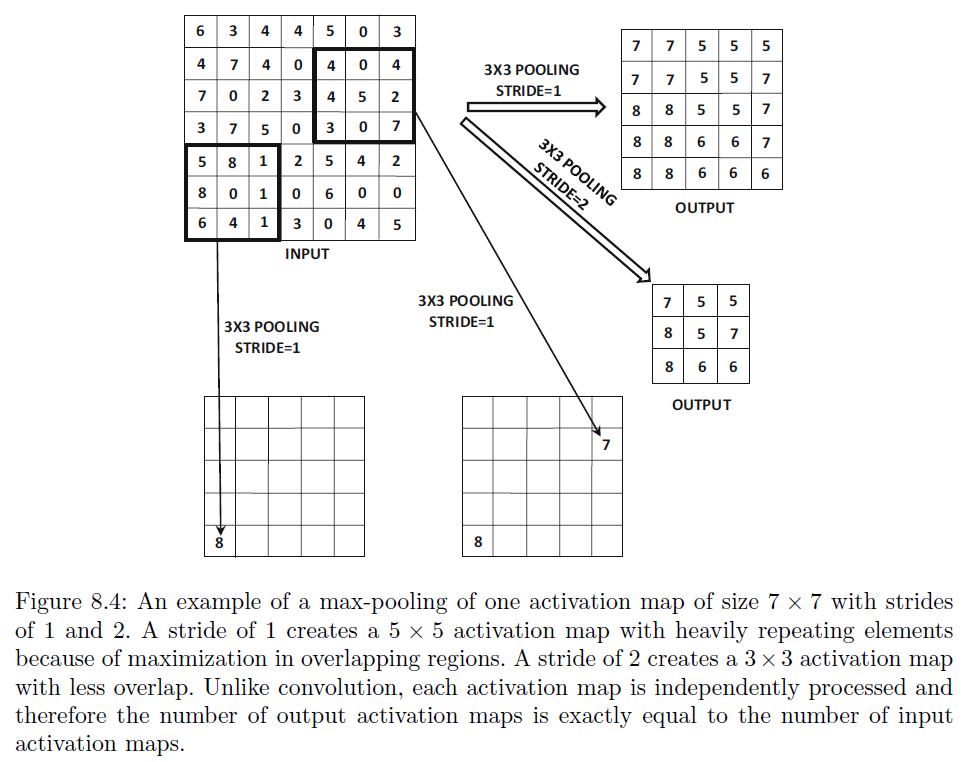 6 3 4 4 5 0 3
4 7 4 0 4 0 4
7 0 2 3 4 5 2
3 7 5 0 3 0 7
5 8 1 2 5 4 2
8 0 1 0 6 0 0
6 4 1 3 0 4 5
INPUT
3X3 POOLING
STRIDE=1
7 7 5 5 5
7 7 5 5 7
8 8 5 5 7
8 8 6 6 7
8 8 6 6 6
OUTPUT
3X3 POOLING
STRIDE=2
7 5 5
8 5 7
8 6 6
OUTPUT
3X3 POOLING
STRIDE=1
8
3X3 POOLING
STRIDE=1
7
8
Figure 8.4: An example of a max-pooling of one activation map of size 7 × 7 with strides
of 1 and 2. A stride of 1 creates a 5 × 5 activation map with heavily repeating elements
because of maximization in overlapping regions. A stride of 2 creates a 3 × 3 activation map
with less overlap. Unlike convolution, each activation map is independently processed and
therefore the number of output activation maps is exactly equal to the number of input
activation maps.